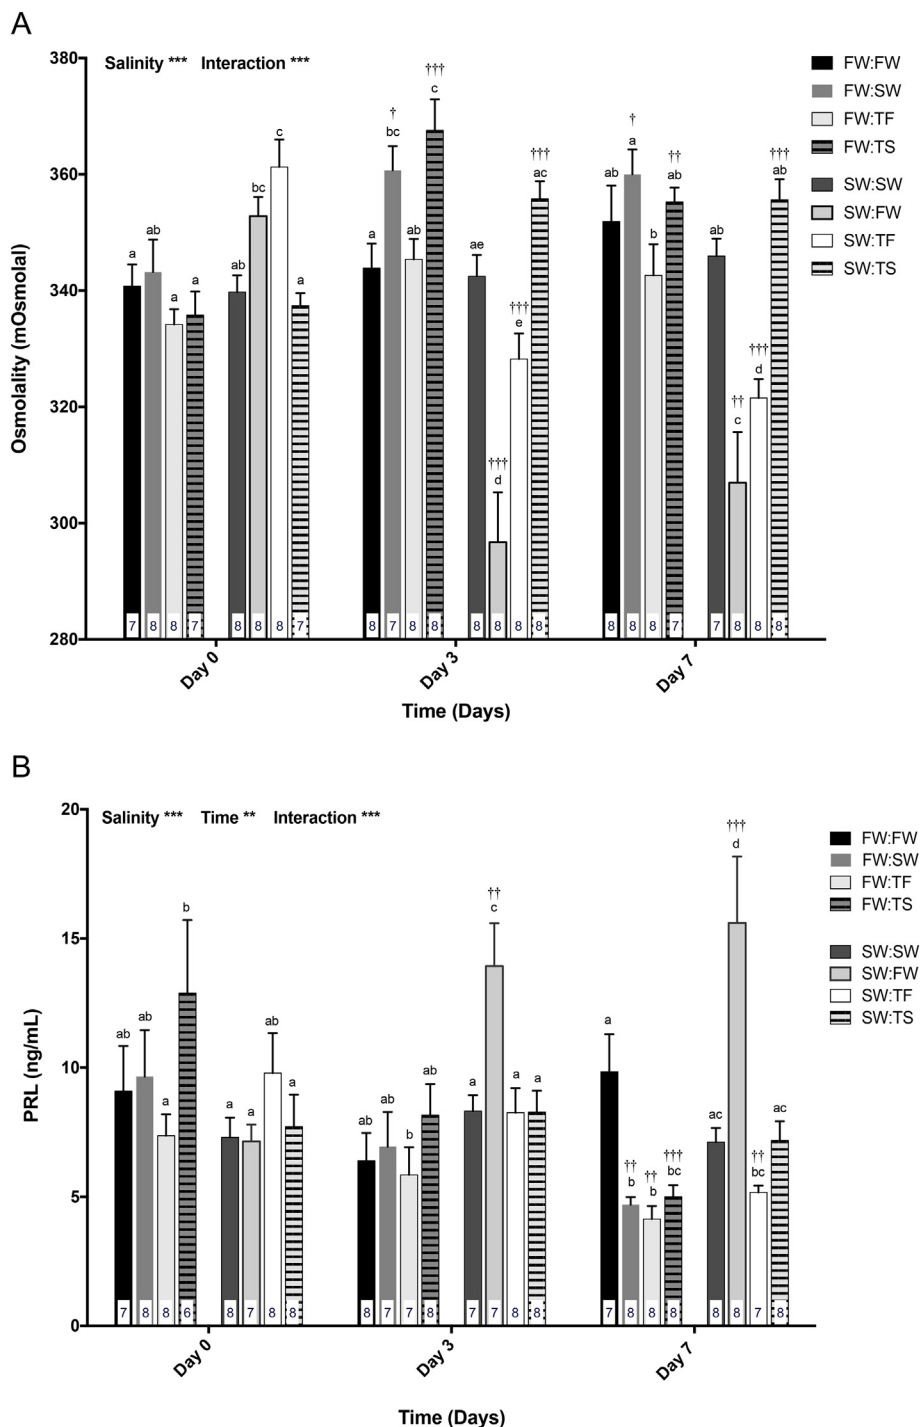 A
Salinity *** Interaction ***
Osmolality (mOsmolal)
380
360
340
320
300
280
a ab a a ab bc c a
a † bc ab ††† c ae ††† d ††† e ††† ac
ab † a b †† ab ab †† c ††† d ††† ab
7 8 8 7 8 8 8 7
8 7 8 8 8 8 8 8
8 8 8 7 7 8 8 8
Day 0 Day 3 Day 7
Time (Days)
FW:FW
FW:SW
FW:TF
FW:TS
SW:SW
SW:FW
SW:TF
SW:TS
B
Salinity *** Time ** Interaction ***
PRL (ng/mL)
20
15
10
5
0
ab ab a b a a ab a
ab ab b ab a †† c a a
a †† b †† b ††† bc ac ††† d †† bc ac
7 8 8 6 8 7 8 8
8 7 7 8 7 7 8 8
7 8 8 8 8 8 7 8
Day 0 Day 3 Day 7
Time (Days)
FW:FW
FW:SW
FW:TF
FW:TS
SW:SW
SW:FW
SW:TF
SW:TS